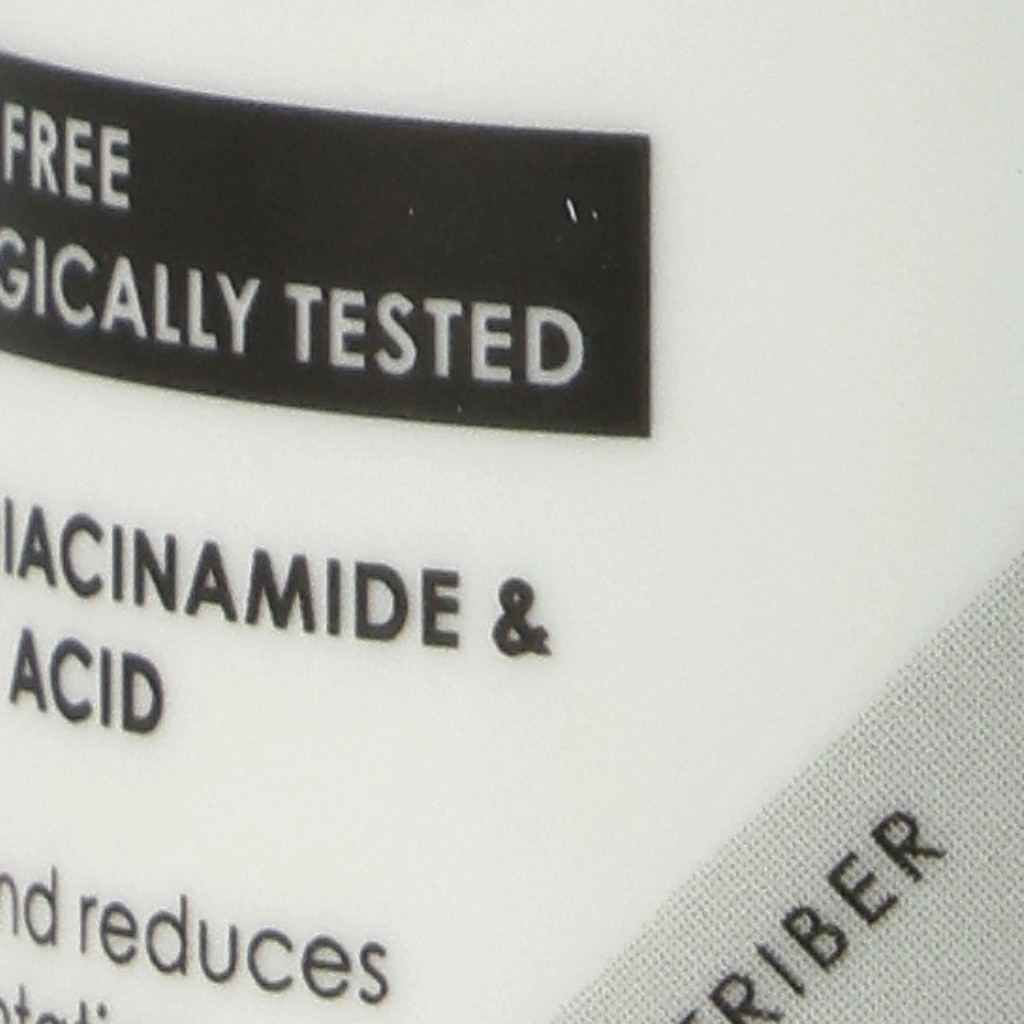 FREE
GICALLY TESTED
IACINAMIDE &
ACID
nd reduces
RIBER